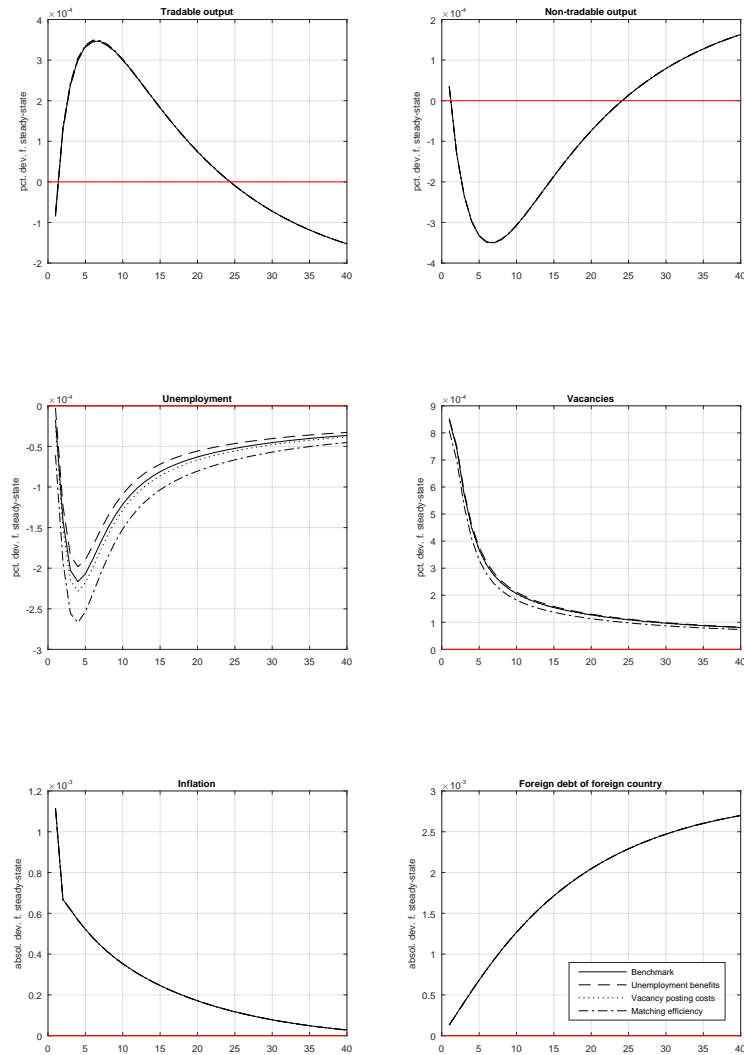 Tradable output
×10⁻⁴
4
3
2
1
0
-1
-2
pct. dev. f. steady-state
0 5 10 15 20 25 30 35 40
Non-tradable output
×10⁻⁴
2
1
0
-1
-2
-3
-4
pct. dev. f. steady-state
0 5 10 15 20 25 30 35 40
Unemployment
×10⁻⁴
0
-0.5
-1
-1.5
-2
-2.5
-3
pct. dev. f. steady-state
0 5 10 15 20 25 30 35 40
Vacancies
×10⁻⁴
9
8
7
6
5
4
3
2
1
0
pct. dev. f. steady-state
0 5 10 15 20 25 30 35 40
Inflation
×10⁻³
1.2
1
0.8
0.6
0.4
0.2
0
absol. dev. f. steady-state
0 5 10 15 20 25 30 35 40
Foreign debt of foreign country
×10⁻³
3
2.5
2
1.5
1
0.5
0
absol. dev. f. steady-state
0 5 10 15 20 25 30 35 40
Benchmark
Unemployment benefits
Vacancy posting costs
Matching efficiency